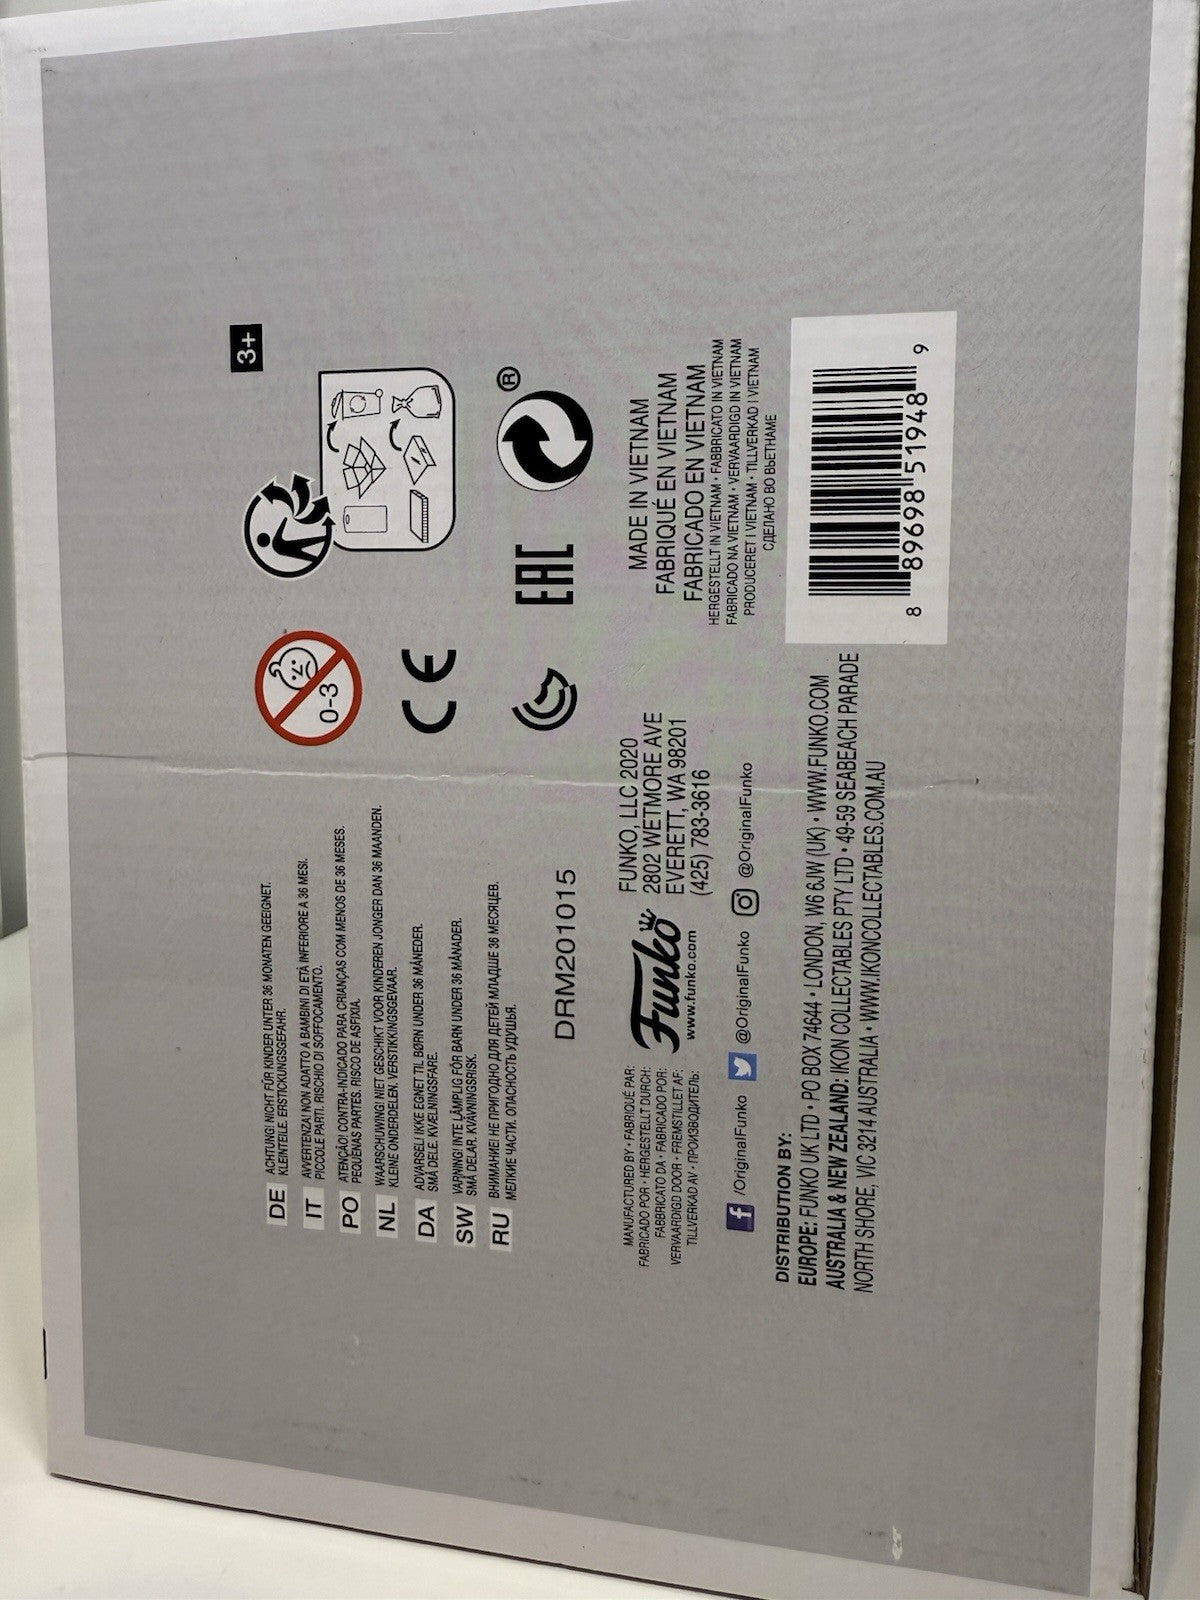 DE ACHTUNG! NICHT FÜR KINDER UNTER 36 MONATEN GEEIGNET.
KLEINTEILE. ERSTICKUNGSGEFAHR.
IT AVVERTENZA! NON ADATTO A BAMBINI DI ETÀ INFERIORE A 36 MESI.
PICCOLE PARTI. RISCHIO DI SOFFOCAMENTO.
PO ATENÇÃO! CONTRA-INDICADO PARA CRIANÇAS COM MENOS DE 36 MESES.
PEQUENAS PARTES. RISCO DE ASFIXIA.
NL WAARSCHUWING! NIET GESCHIKT VOOR KINDEREN JONGER DAN 36 MAANDEN.
KLEINE ONDERDELEN. VERSTIKKINGSGEVAAR.
DA ADVARSEL! IKKE EGNET TIL BØRN UNDER 36 MÅNEDER.
SMÅ DELE. KVÆLNINGSFARE.
SW VARNING! INTE LÄMPLIG FÖR BARN UNDER 36 MÅNADER.
SMÅ DELAR. KVÄVNINGSRISK.
RU ВНИМАНИЕ! НЕ ПРИГОДНО ДЛЯ ДЕТЕЙ МЛАДШЕ 36 МЕСЯЦЕВ.
МЕЛКИЕ ЧАСТИ. ОПАСНОСТЬ УДУШЬЯ.
DRM201015
0-3
3+
CE
EAC
®
MANUFACTURED BY • FABRIQUÉ PAR:
FABRICADO POR • HERGESTELLT DURCH:
FABBRICATO DA • FABRICADO POR:
VERVAARDIGD DOOR • FREMSTILLET AF:
TILLVERKAD AV • ПРОИЗВОДИТЕЛЬ:
Funko
www.funko.com
FUNKO, LLC 2020
2802 WETMORE AVE
EVERETT, WA 98201
(425) 783-3616
/OriginalFunko @OriginalFunko @OriginalFunko
MADE IN VIETNAM
FABRIQUÉ EN VIETNAM
FABRICADO EN VIETNAM
HERGESTELLT IN VIETNAM • FABBRICATO IN VIETNAM
FABRICADO NA VIETNAM • VERVAARDIGD IN VIETNAM
PRODUCERET I VIETNAM • TILLVERKAD I VIETNAM
СДЕЛАНО ВО ВЬЕТНАМЕ
DISTRIBUTION BY:
EUROPE: FUNKO UK LTD • PO BOX 74644 • LONDON, W6 6JW (UK) • WWW.FUNKO.COM
AUSTRALIA & NEW ZEALAND: IKON COLLECTABLES PTY LTD • 49-59 SEABEACH PARADE
NORTH SHORE, VIC 3214 AUSTRALIA • WWW.IKONCOLLECTABLES.COM.AU
8 89698 51948 9